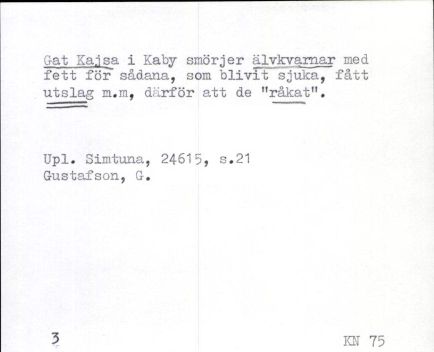 Gat Kajsa i Kaby smörjer älvkvarnar med
fett för sådana, som blivit sjuka, fått
utslag m.m, därför att de "råkat".
Upl. Simtuna, 24615, s.21
Gustafson, G.
3
KN 75